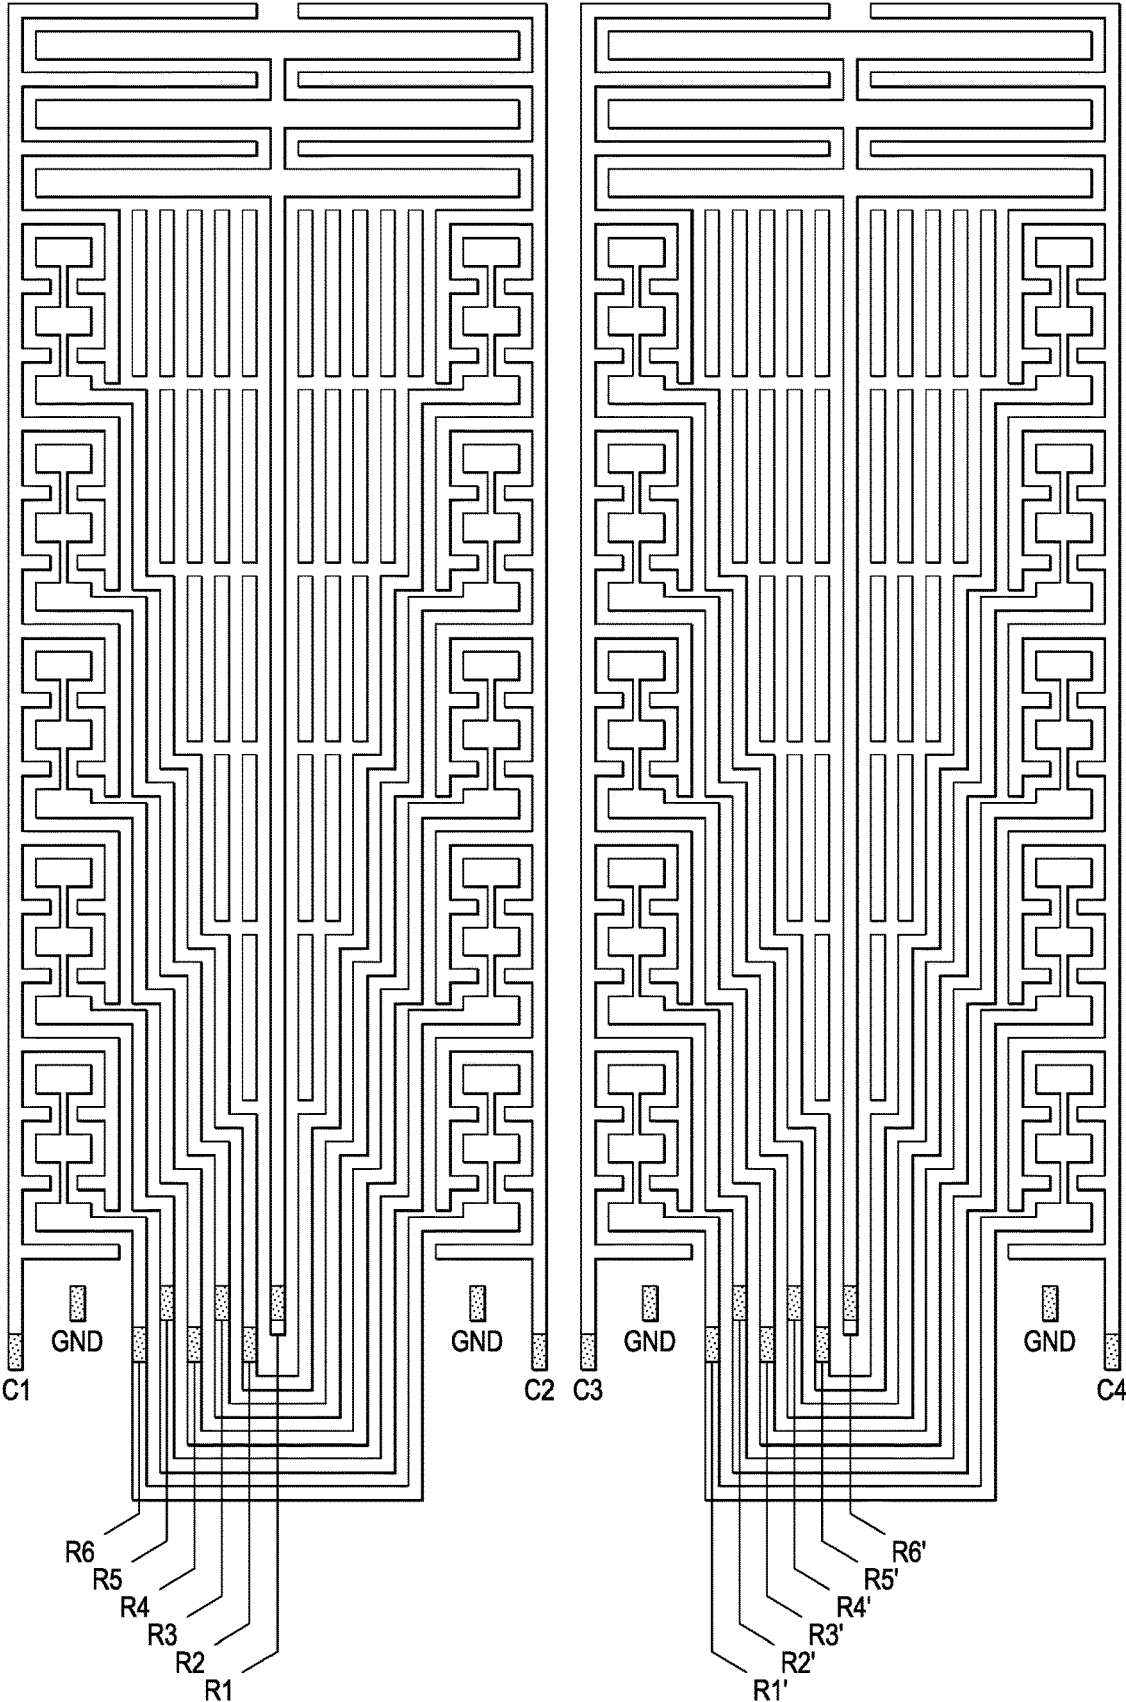 GND GND GND GND
C1 C2 C3 C4
R6 R6'
R5 R5'
R4 R4'
R3 R3'
R2 R2'
R1 R1'